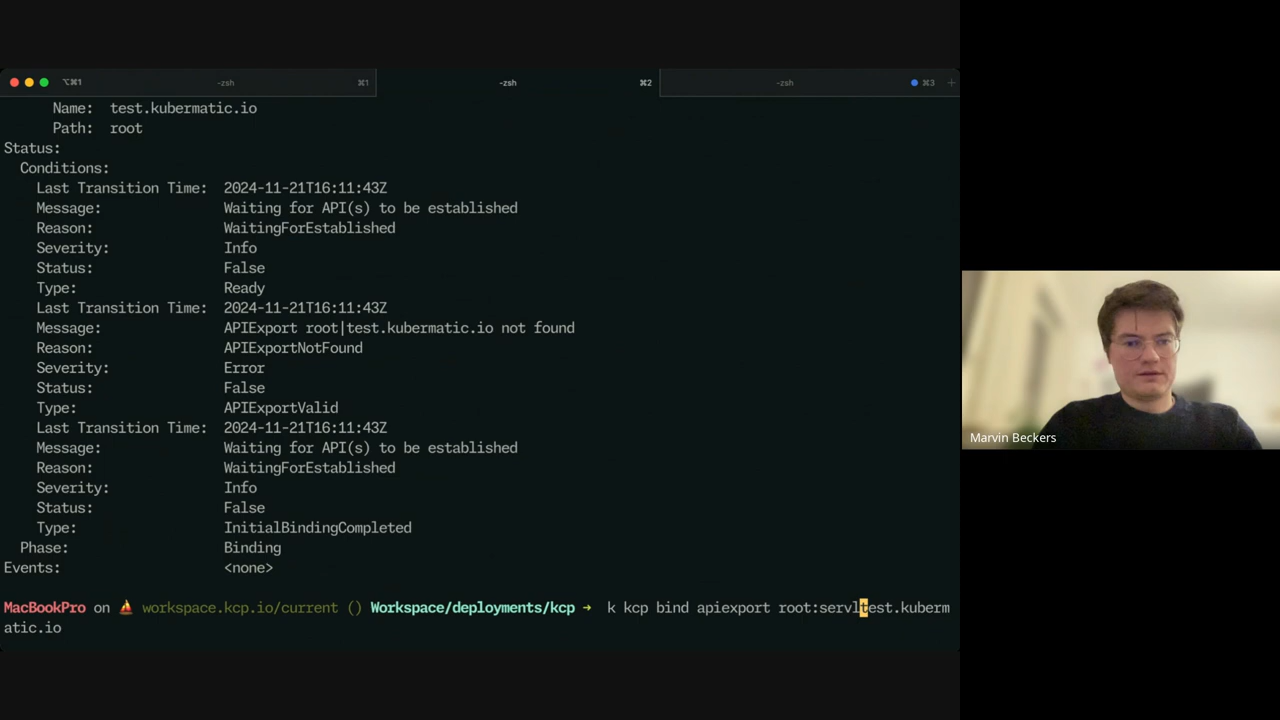 ⌥⌘1 -zsh ⌘1 -zsh ⌘2 -zsh ⌘3 +
Name: test.kubermatic.io
Path: root
Status:
Conditions:
Last Transition Time: 2024-11-21T16:11:43Z
Message: Waiting for API(s) to be established
Reason: WaitingForEstablished
Severity: Info
Status: False
Type: Ready
Last Transition Time: 2024-11-21T16:11:43Z
Message: APIExport root|test.kubermatic.io not found
Reason: APIExportNotFound
Severity: Error
Status: False
Type: APIExportValid
Last Transition Time: 2024-11-21T16:11:43Z
Message: Waiting for API(s) to be established
Reason: WaitingForEstablished
Severity: Info
Status: False
Type: InitialBindingCompleted
Phase: Binding
Events: <none>
MacBookPro on ⛵ workspace.kcp.io/current () Workspace/deployments/kcp → k kcp bind apiexport root:servltest.kuberm
atic.io
Marvin Beckers